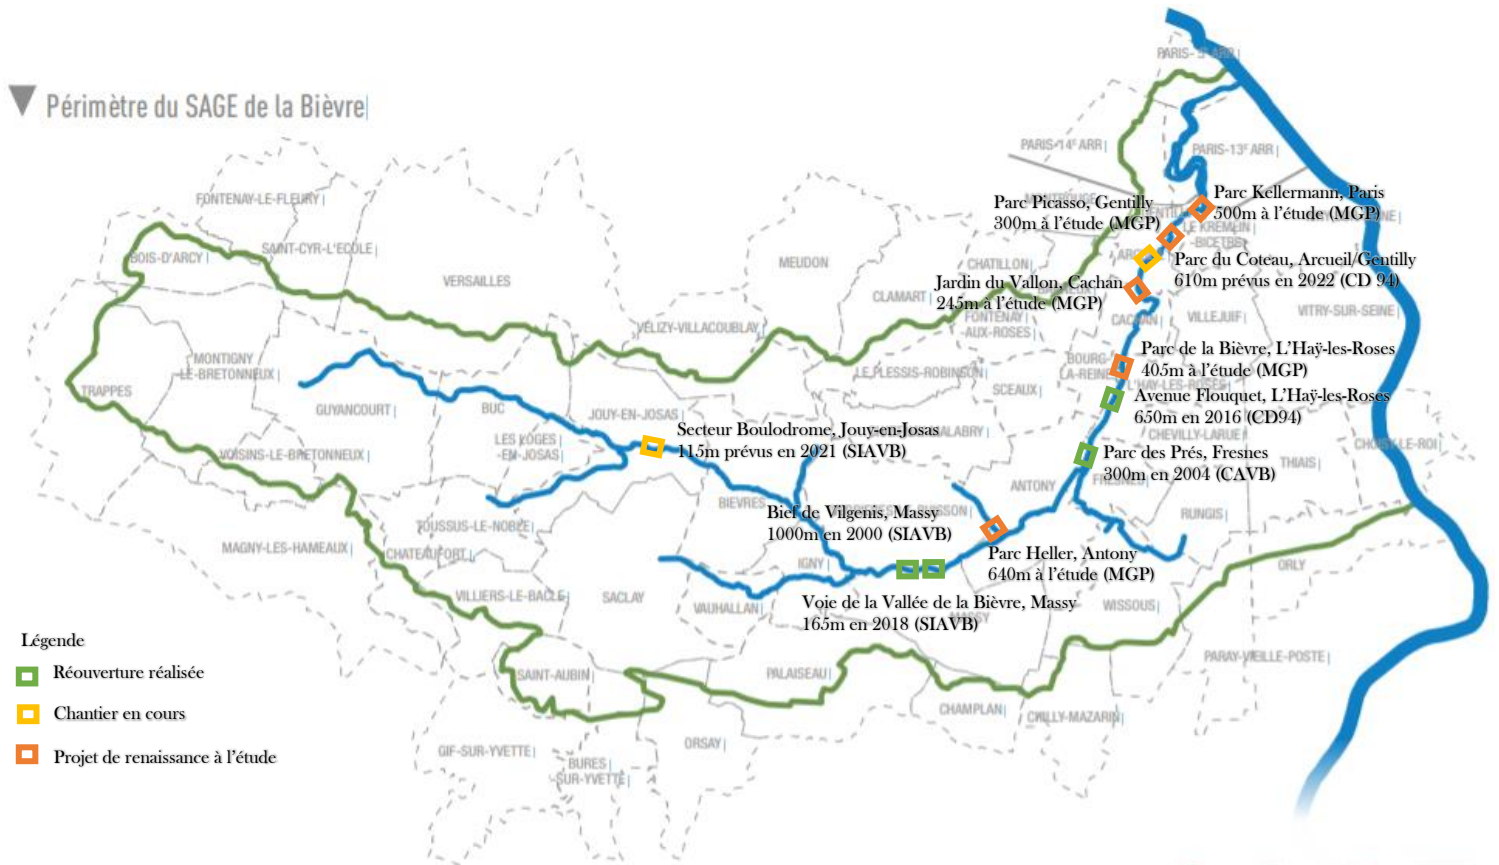 Périmètre du SAGE de la Bièvre
PARIS-5E ARR
PARIS-14E ARR
PARIS-13E ARR
FONTENAY-LE-FLEURY
SAINT-CYR-L'ECOLE
BOIS-D'ARCY
VERSAILLES
MEUDON
CHATILLON
CLAMART
Parc Picasso, Gentilly
300m à l'étude (MGP)
Parc Kellermann, Paris
500m à l'étude (MGP)
LE KREMLIN
-BICETRE
Parc du Coteau, Arcueil/Gentilly
610m prévus en 2022 (CD 94)
Jardin du Vallon, Cachan
245m à l'étude (MGP)
FONTENAY
-AUX-ROSES
CACHAN
VILLEJUIF
VITRY-SUR-SEINE
VÉLIZY-VILLACOUBLAY
MONTIGNY
-LE-BRETONNEUX
TRAPPES
LE PLESSIS-ROBINSON
SCEAUX
BOURG
LA-REINE
Parc de la Bièvre, L'Haÿ-les-Roses
405m à l'étude (MGP)
L'HAY-LES-ROSES
Avenue Flouquet, L'Haÿ-les-Roses
650m en 2016 (CD94)
GUYANCOURT
BUC
JOUY-EN-JOSAS
LES LOGES
-EN-JOSAS
VOISINS-LE-BRETONNEUX
Secteur Boulodrome, Jouy-en-Josas
115m prévus en 2021 (SIAVB)
CHEVILLY-LARUE
CHOISY-LE-ROI
THIAIS
Parc des Prés, Fresnes
300m en 2004 (CAVB)
FRESNES
ANTONY
RUNGIS
BIEVRES
Bief de Vilgenis, Massy
1000m en 2000 (SIAVB)
TOUSSUS-LE-NOBLE
MAGNY-LES-HAMEAUX
CHATEAUFORT
IGNY
Parc Heller, Antony
640m à l'étude (MGP)
ORLY
VILLIERS-LE-BACLE
SACLAY
VAUHALLAN
Voie de la Vallée de la Bièvre, Massy
165m en 2018 (SIAVB)
MASSY
WISSOUS
Légende
Réouverture réalisée
Chantier en cours
Projet de renaissance à l'étude
SAINT-AUBIN
PALAISEAU
PARAY-VIEILLE-POSTE
CHAMPLAN
CHILLY-MAZARIN
GIF-SUR-YVETTE
BURES
-SUR-YVETTE
ORSAY